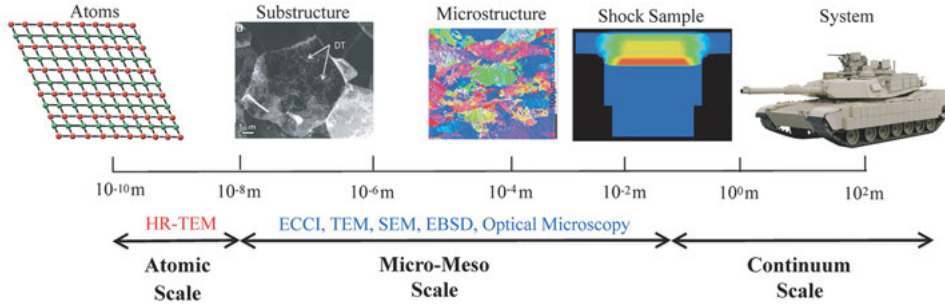 Atoms
Substructure
Microstructure
Shock Sample
System
a
DT
1μm
10-10m
10-8m
10-6m
10-4m
10-2m
100m
102m
HR-TEM
ECCI, TEM, SEM, EBSD, Optical Microscopy
Atomic
Scale
Micro-Meso
Scale
Continuum
Scale